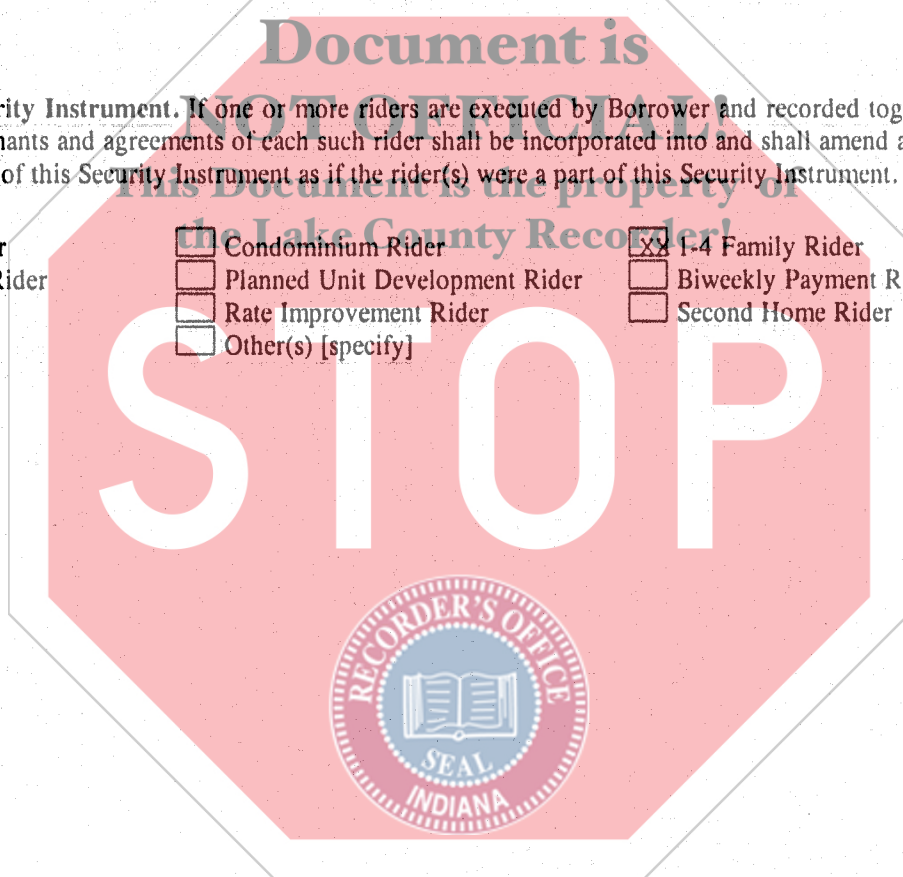 Document is
rity Instrument. If one or more riders are executed by Borrower and recorded tog
NOT OFFICIAL!
nants and agreements of each such rider shall be incorporated into and shall amend a
of this Security Instrument as if the rider(s) were a part of this Security Instrument.
This Document is the property of
the Lake County Recorder!
r Condominium Rider XX 1-4 Family Rider
Rider Planned Unit Development Rider Biweekly Payment R
Rate Improvement Rider Second Home Rider
Other(s) [specify]
STOP
RECORDER'S OFFICE
SEAL
INDIANA